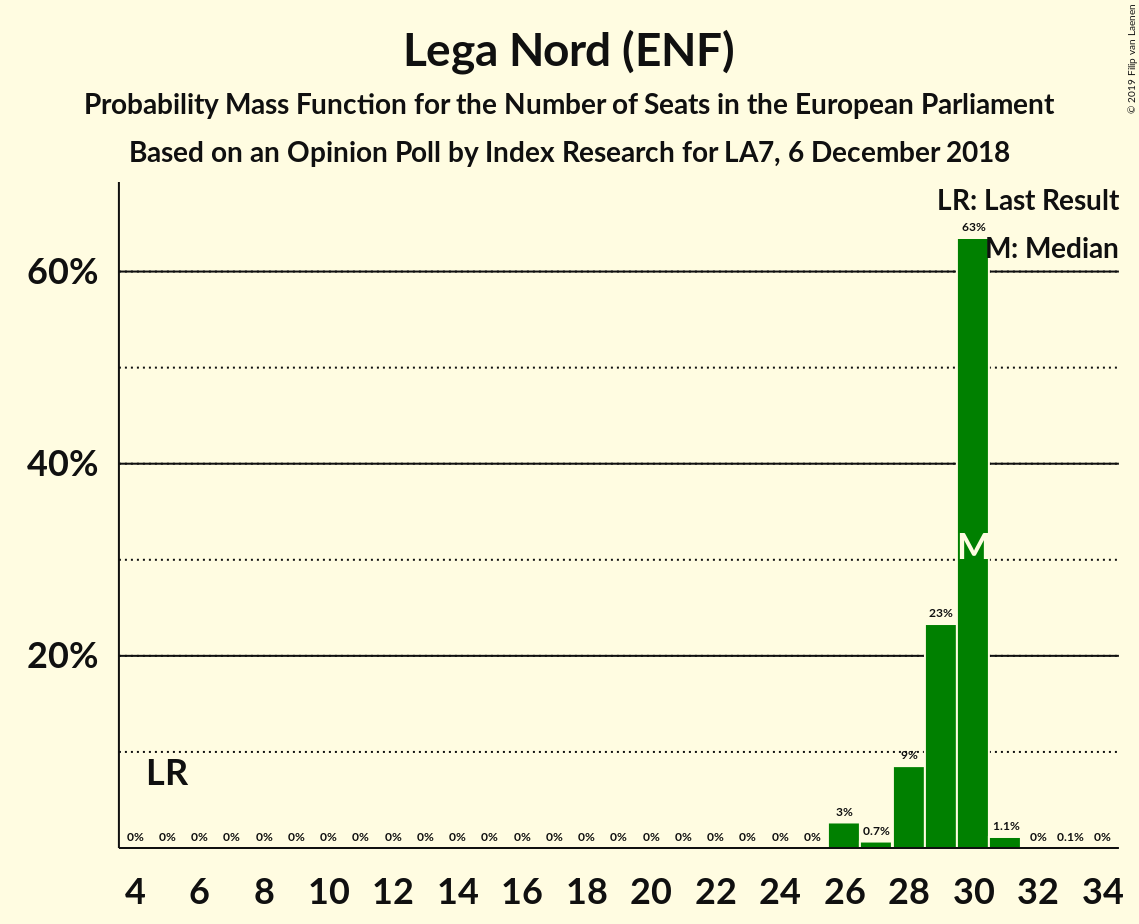 Lega Nord (ENF)
Probability Mass Function for the Number of Seats in the European Parliament
Based on an Opinion Poll by Index Research for LA7, 6 December 2018
© 2019 Filip van Laenen
LR: Last Result
M: Median
63%
60%
40%
M
23%
20%
9%
LR
3%
0.7%
1.1%
0% 0% 0% 0% 0% 0% 0% 0% 0% 0% 0% 0% 0% 0% 0% 0% 0% 0% 0% 0% 0% 0% 0% 0.1% 0%
4 6 8 10 12 14 16 18 20 22 24 26 28 30 32 34